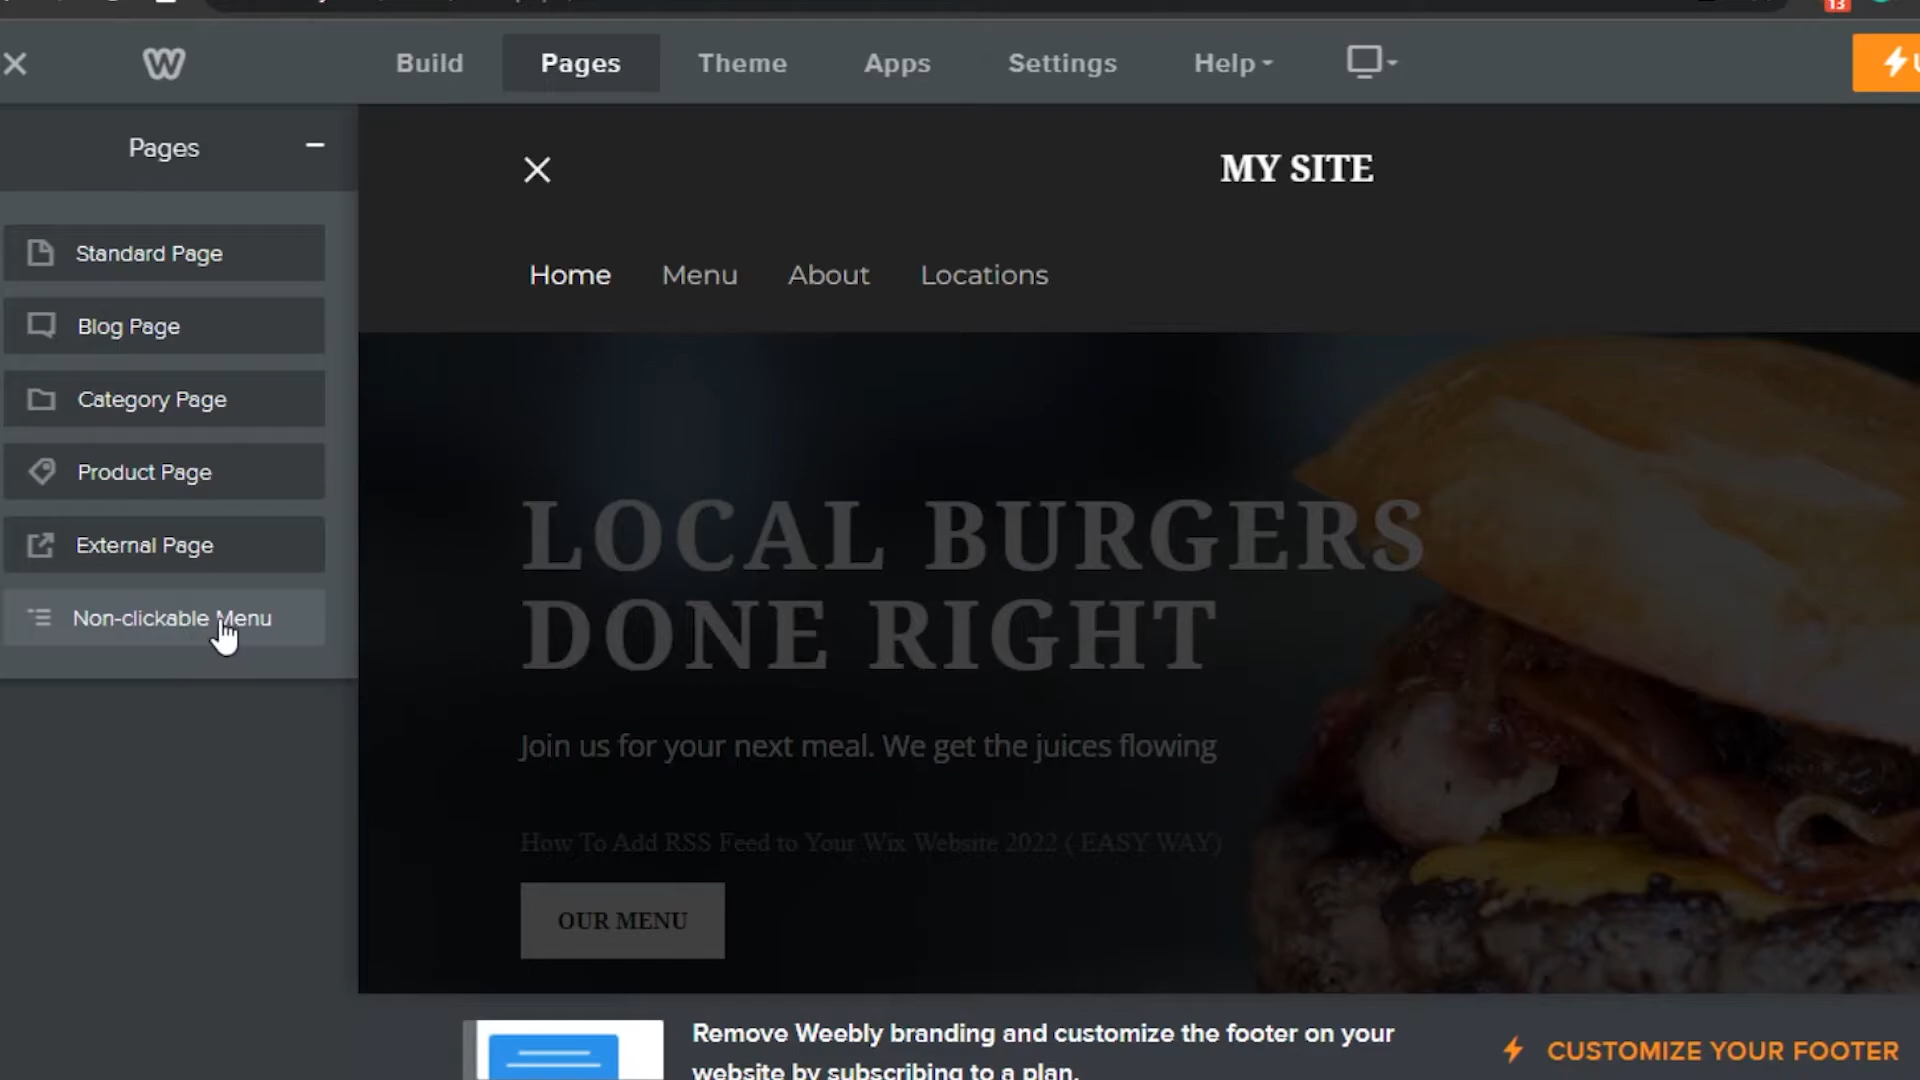 13
Build
Pages
Theme
Apps
Settings
Help
Pages
MY SITE
Standard Page
Home
Menu
About
Locations
Blog Page
Category Page
Product Page
LOCAL BURGERS
DONE RIGHT
External Page
Non-clickable Menu
Join us for your next meal. We get the juices flowing
How To Add RSS Feed to Your Wix Website 2022 ( EASY WAY)
OUR MENU
Remove Weebly branding and customize the footer on your
website by subscribing to a plan.
CUSTOMIZE YOUR FOOTER